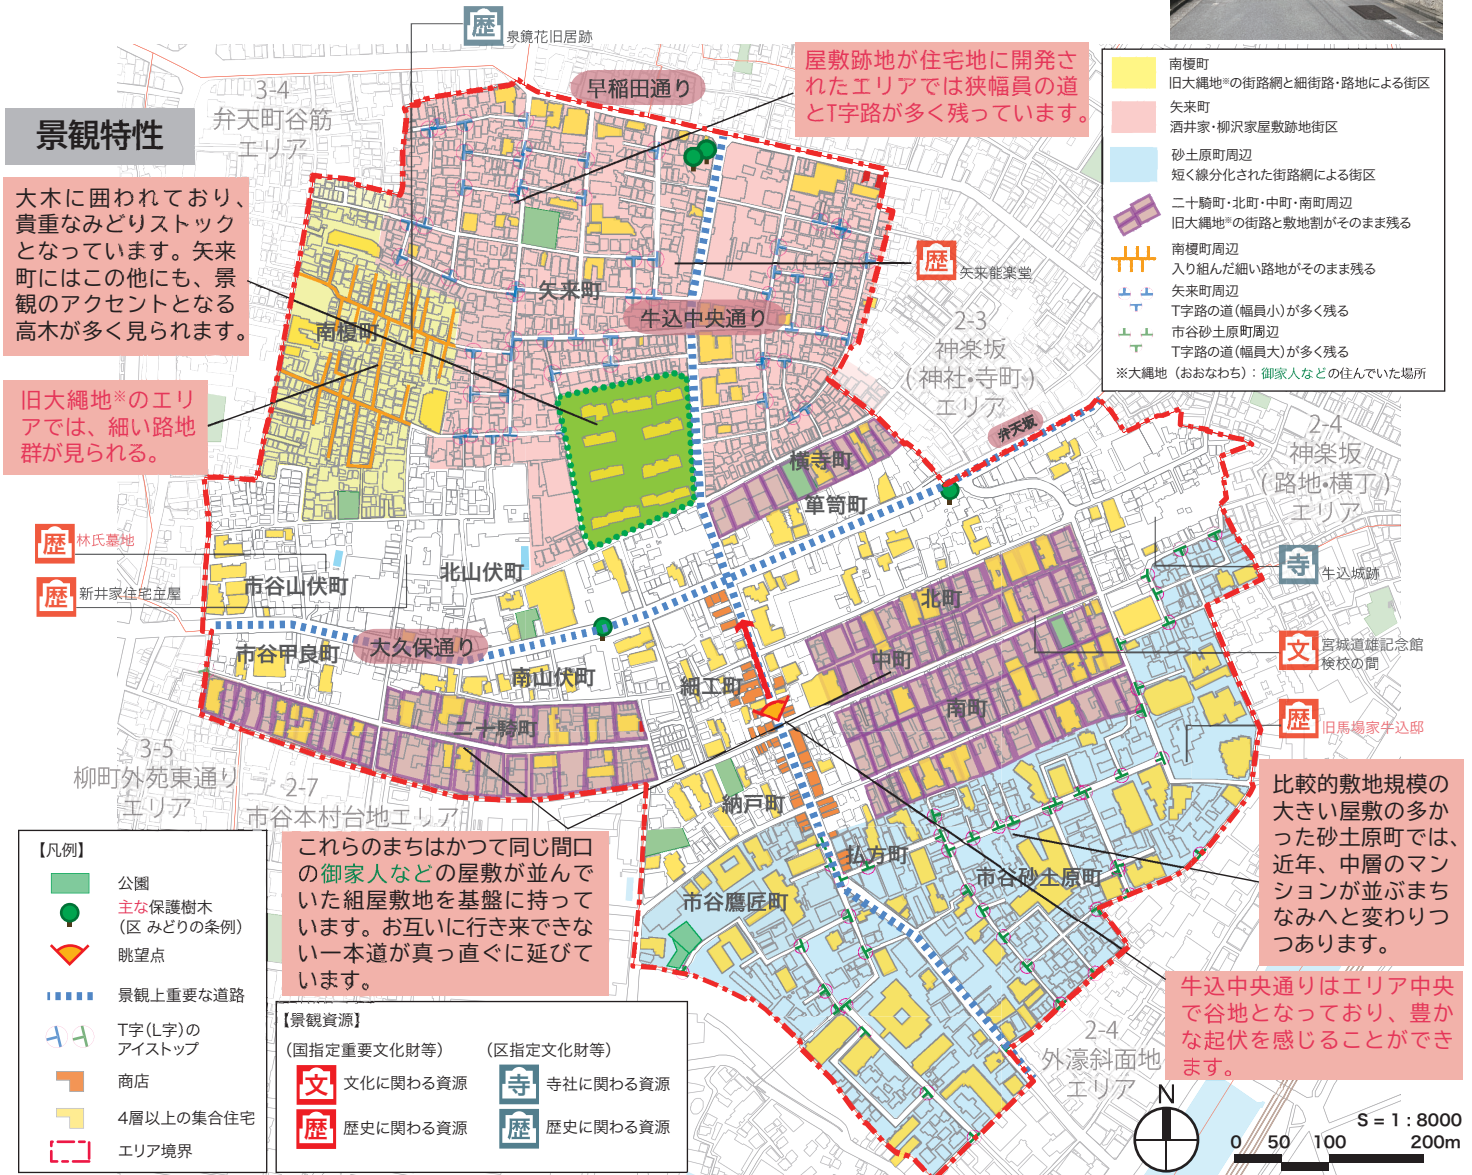 歴
泉鏡花旧居跡
景観特性
3-4
弁天町谷筋
エリア
早稲田通り
屋敷跡地が住宅地に開発さ
れたエリアでは狭幅員の道
とT字路が多く残っています。
南榎町
旧大縄地※の街路網と細街路・路地による街区
矢来町
酒井家・柳沢家屋敷跡地街区
砂土原町周辺
短く線分化された街路網による街区
二十騎町・北町・中町・南町周辺
旧大縄地※の街路と敷地割がそのまま残る
南榎町周辺
入り組んだ細い路地がそのまま残る
矢来町周辺
T字路の道(幅員小)が多く残る
市谷砂土原町周辺
T字路の道(幅員大)が多く残る
※大縄地（おおなわち）: 御家人などの住んでいた場所
大木に囲われており、
貴重なみどりストック
となっています。矢来
町にはこの他にも、景
観のアクセントとなる
高木が多く見られます。
旧大縄地※のエリ
アでは、細い路地
群が見られる。
矢来町
南榎町
牛込中央通り
歴
矢来能楽堂
2-3
神楽坂
(神社・寺町)
エリア
弁天坂
2-4
神楽坂
(路地・横丁)
エリア
横寺町
箪笥町
歴
林氏墓地
歴
新井家住宅主屋
市谷山伏町
北山伏町
市谷甲良町
大久保通り
南山伏町
細工町
二十騎町
北町
中町
南町
寺
牛込城跡
文
宮城道雄記念館
検校の間
歴
旧馬場家牛込邸
3-5
柳町外苑東通り
エリア
2-7
市谷本村台地エリア
納戸町
払方町
市谷鷹匠町
市谷砂土原町
比較的敷地規模の
大きい屋敷の多か
った砂土原町では、
近年、中層のマン
ションが並ぶまち
なみへと変わりつ
つあります。
これらのまちはかつて同じ間口
の御家人などの屋敷が並んで
いた組屋敷地を基盤に持って
います。お互いに行き来できな
い一本道が真っ直ぐに延びて
います。
牛込中央通りはエリア中央
で谷地となっており、豊か
な起伏を感じることができ
ます。
2-4
外濠斜面地
エリア
【凡例】
公園
主な保護樹木
(区 みどりの条例)
眺望点
景観上重要な道路
T字(L字)の
アイストップ
商店
4層以上の集合住宅
エリア境界
【景観資源】
(国指定重要文化財等)
(区指定文化財等)
文 文化に関わる資源
寺 寺社に関わる資源
歴 歴史に関わる資源
歴 歴史に関わる資源
N
S = 1 : 8000
0 50 100 200m